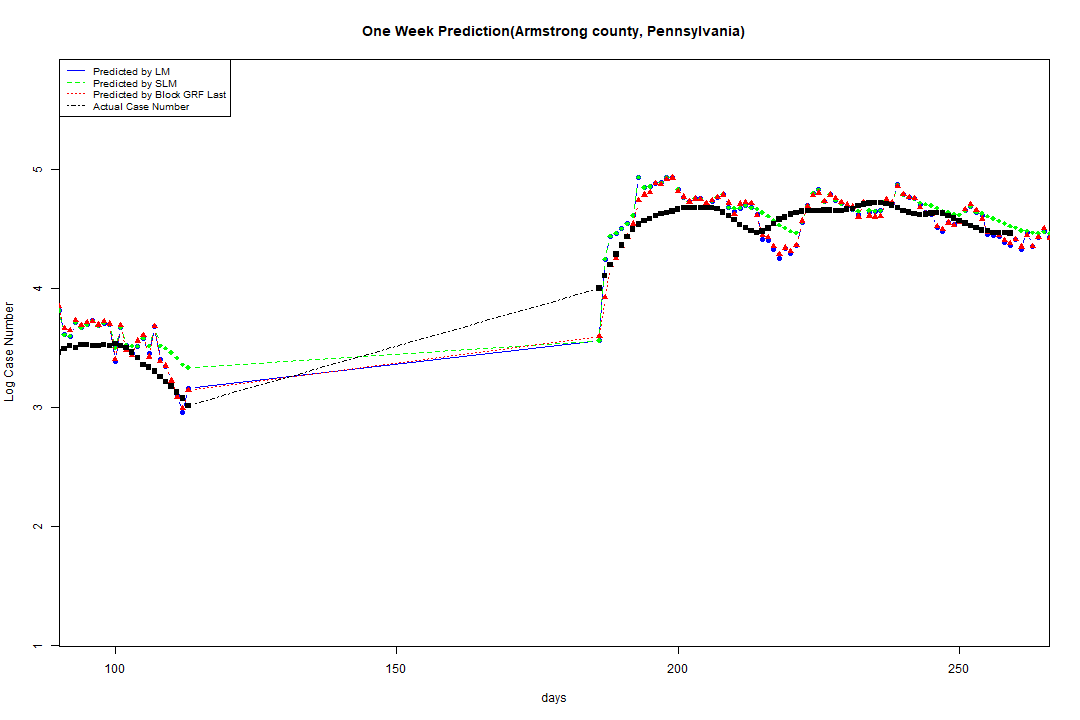 One Week Prediction(Armstrong county, Pennsylvania)
Predicted by LM
Predicted by SLM
Predicted by Block GRF Last
Actual Case Number
5
4
3
2
1
Log Case Number
100 150 200 250
days